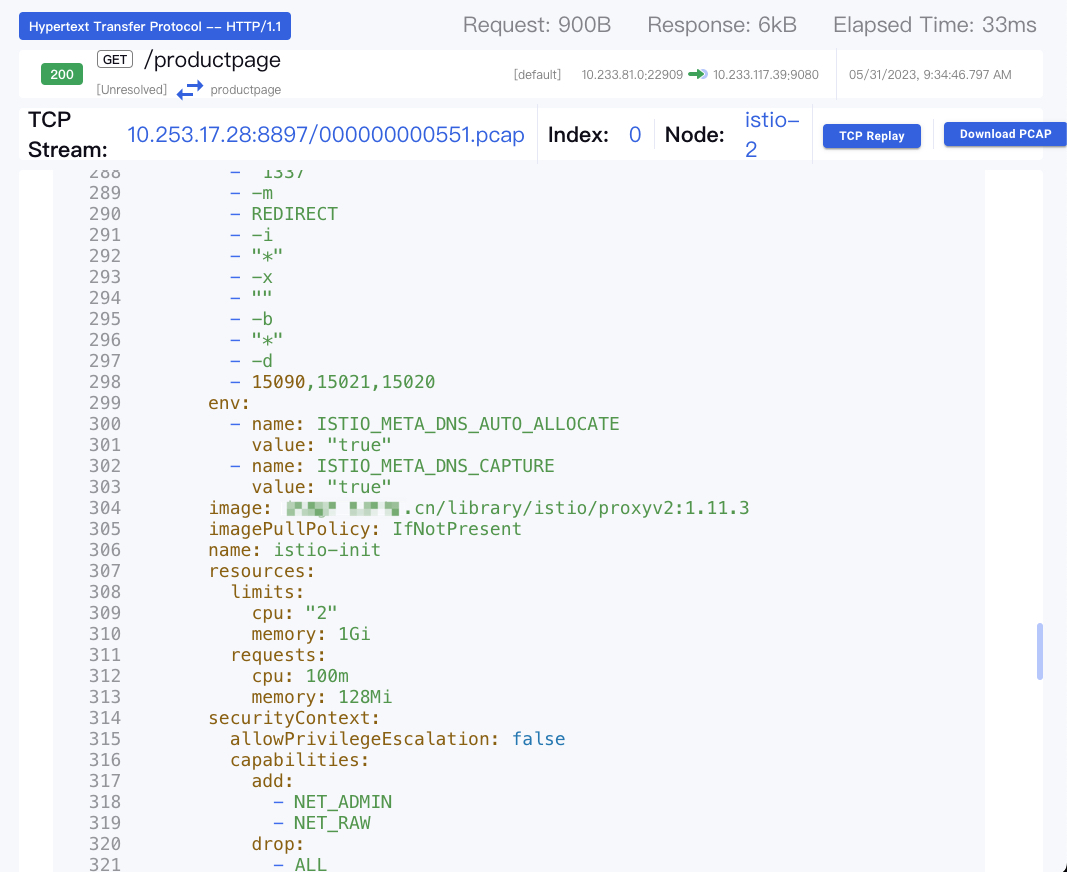 Hypertext Transfer Protocol -- HTTP/1.1
Request: 900B Response: 6kB Elapsed Time: 33ms
200 GET /productpage
[Unresolved] productpage
[default] 10.233.81.0:22909 10.233.117.39:9080 05/31/2023, 9:34:46.797 AM
TCP Stream: 10.253.17.28:8897/000000000551.pcap Index: 0 Node: istio-2 TCP Replay Download PCAP
288 - 1337
289 - -m
290 - REDIRECT
291 - -i
292 - "*"
293 - -x
294 - ""
295 - -b
296 - "*"
297 - -d
298 - 15090,15021,15020
299 env:
300 - name: ISTIO_META_DNS_AUTO_ALLOCATE
301 value: "true"
302 - name: ISTIO_META_DNS_CAPTURE
303 value: "true"
304 image: .cn/library/istio/proxyv2:1.11.3
305 imagePullPolicy: IfNotPresent
306 name: istio-init
307 resources:
308 limits:
309 cpu: "2"
310 memory: 1Gi
311 requests:
312 cpu: 100m
313 memory: 128Mi
314 securityContext:
315 allowPrivilegeEscalation: false
316 capabilities:
317 add:
318 - NET_ADMIN
319 - NET_RAW
320 drop:
321 - ALL